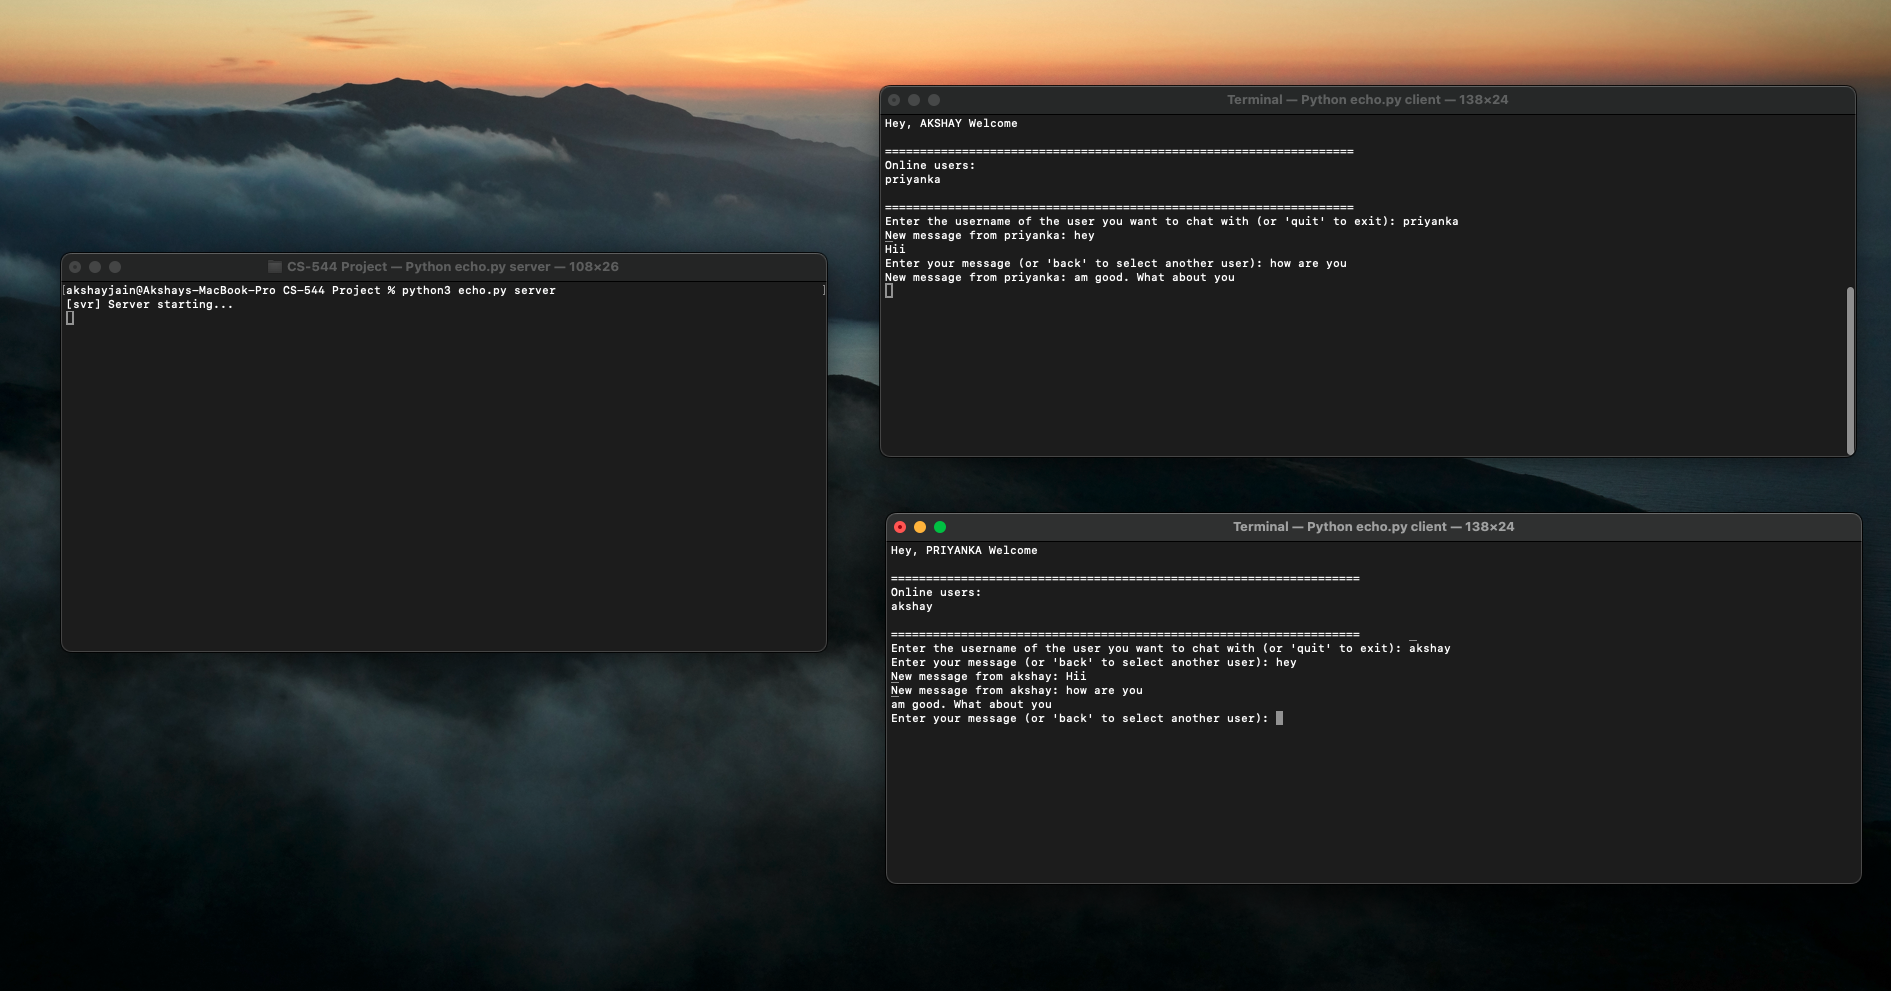 CS-544 Project — Python echo.py server — 108×26
[akshayjain@Akshays-MacBook-Pro CS-544 Project % python3 echo.py server ]
[svr] Server starting...
Terminal — Python echo.py client — 138×24
Hey, AKSHAY Welcome
===================================================================
Online users:
priyanka
===================================================================
Enter the username of the user you want to chat with (or 'quit' to exit): priyanka
New message from priyanka: hey
Hii
Enter your message (or 'back' to select another user): how are you
New message from priyanka: am good. What about you
Terminal — Python echo.py client — 138×24
Hey, PRIYANKA Welcome
===================================================================
Online users:
akshay
===================================================================
Enter the username of the user you want to chat with (or 'quit' to exit): akshay
Enter your message (or 'back' to select another user): hey
New message from akshay: Hii
New message from akshay: how are you
am good. What about you
Enter your message (or 'back' to select another user):